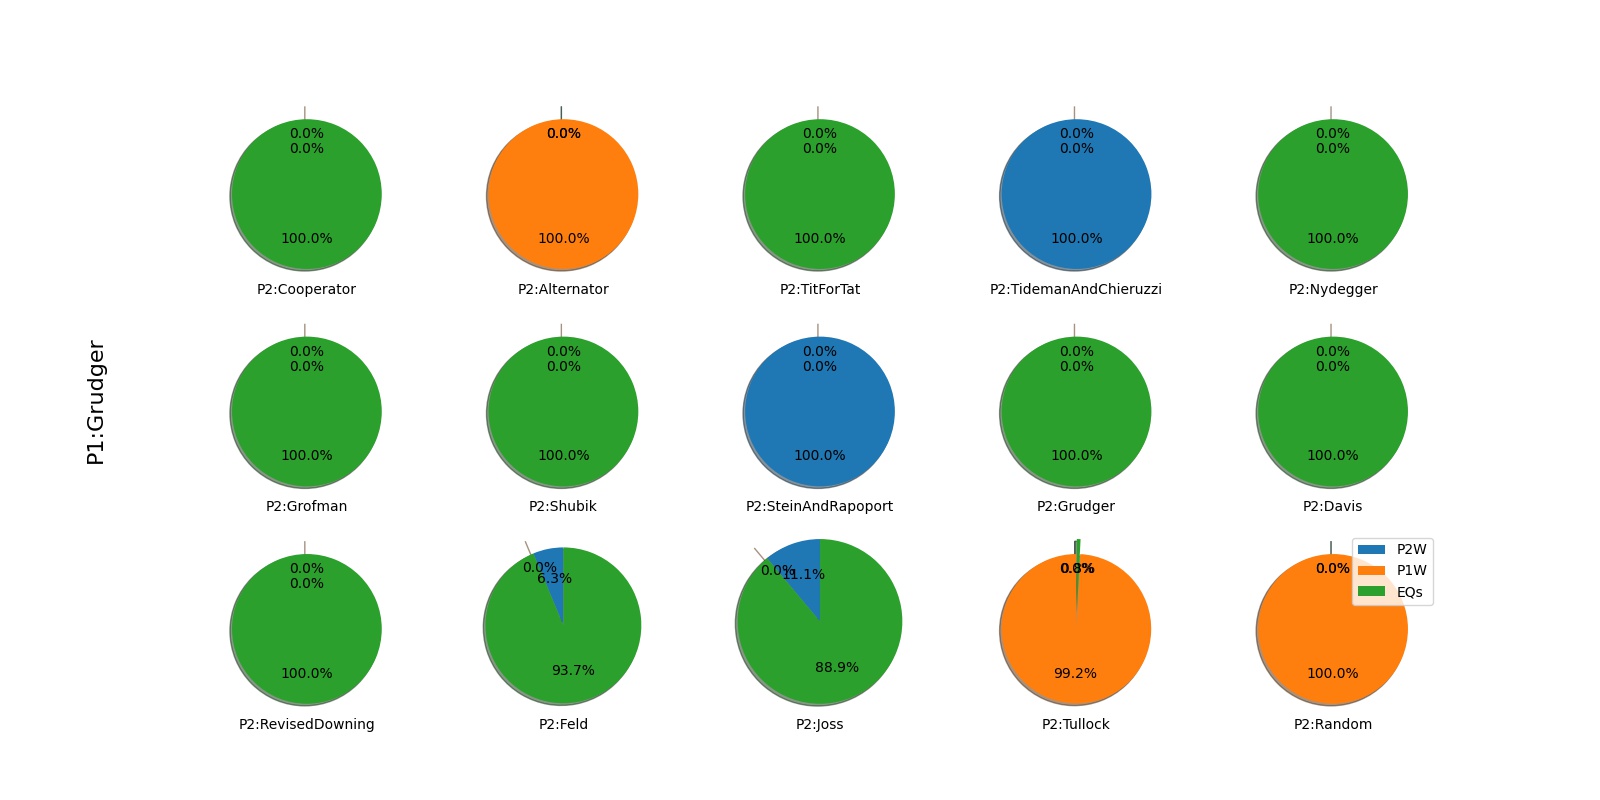 0.0%
0.0%
100.0%
P2:Cooperator
0.0%
100.0%
P2:Alternator
0.0%
0.0%
100.0%
P2:TitForTat
0.0%
0.0%
100.0%
P2:TidemanAndChieruzzi
0.0%
0.0%
100.0%
P2:Nydegger
P1:Grudger
0.0%
0.0%
100.0%
P2:Grofman
0.0%
0.0%
100.0%
P2:Shubik
0.0%
0.0%
100.0%
P2:SteinAndRapoport
0.0%
0.0%
100.0%
P2:Grudger
0.0%
0.0%
100.0%
P2:Davis
0.0%
0.0%
100.0%
P2:RevisedDowning
0.0%
6.3%
93.7%
P2:Feld
0.0%
11.1%
88.9%
P2:Joss
0.8%
99.2%
P2:Tullock
0.0%
100.0%
P2:Random
P2W
P1W
EQs